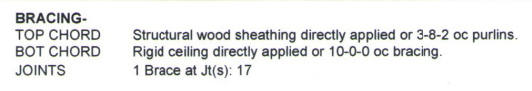 BRACING-
TOP CHORD Structural wood sheathing directly applied or 3-8-2 oc purlins.
BOT CHORD Rigid ceiling directly applied or 10-0-0 oc bracing.
JOINTS 1 Brace at Jt(s): 17